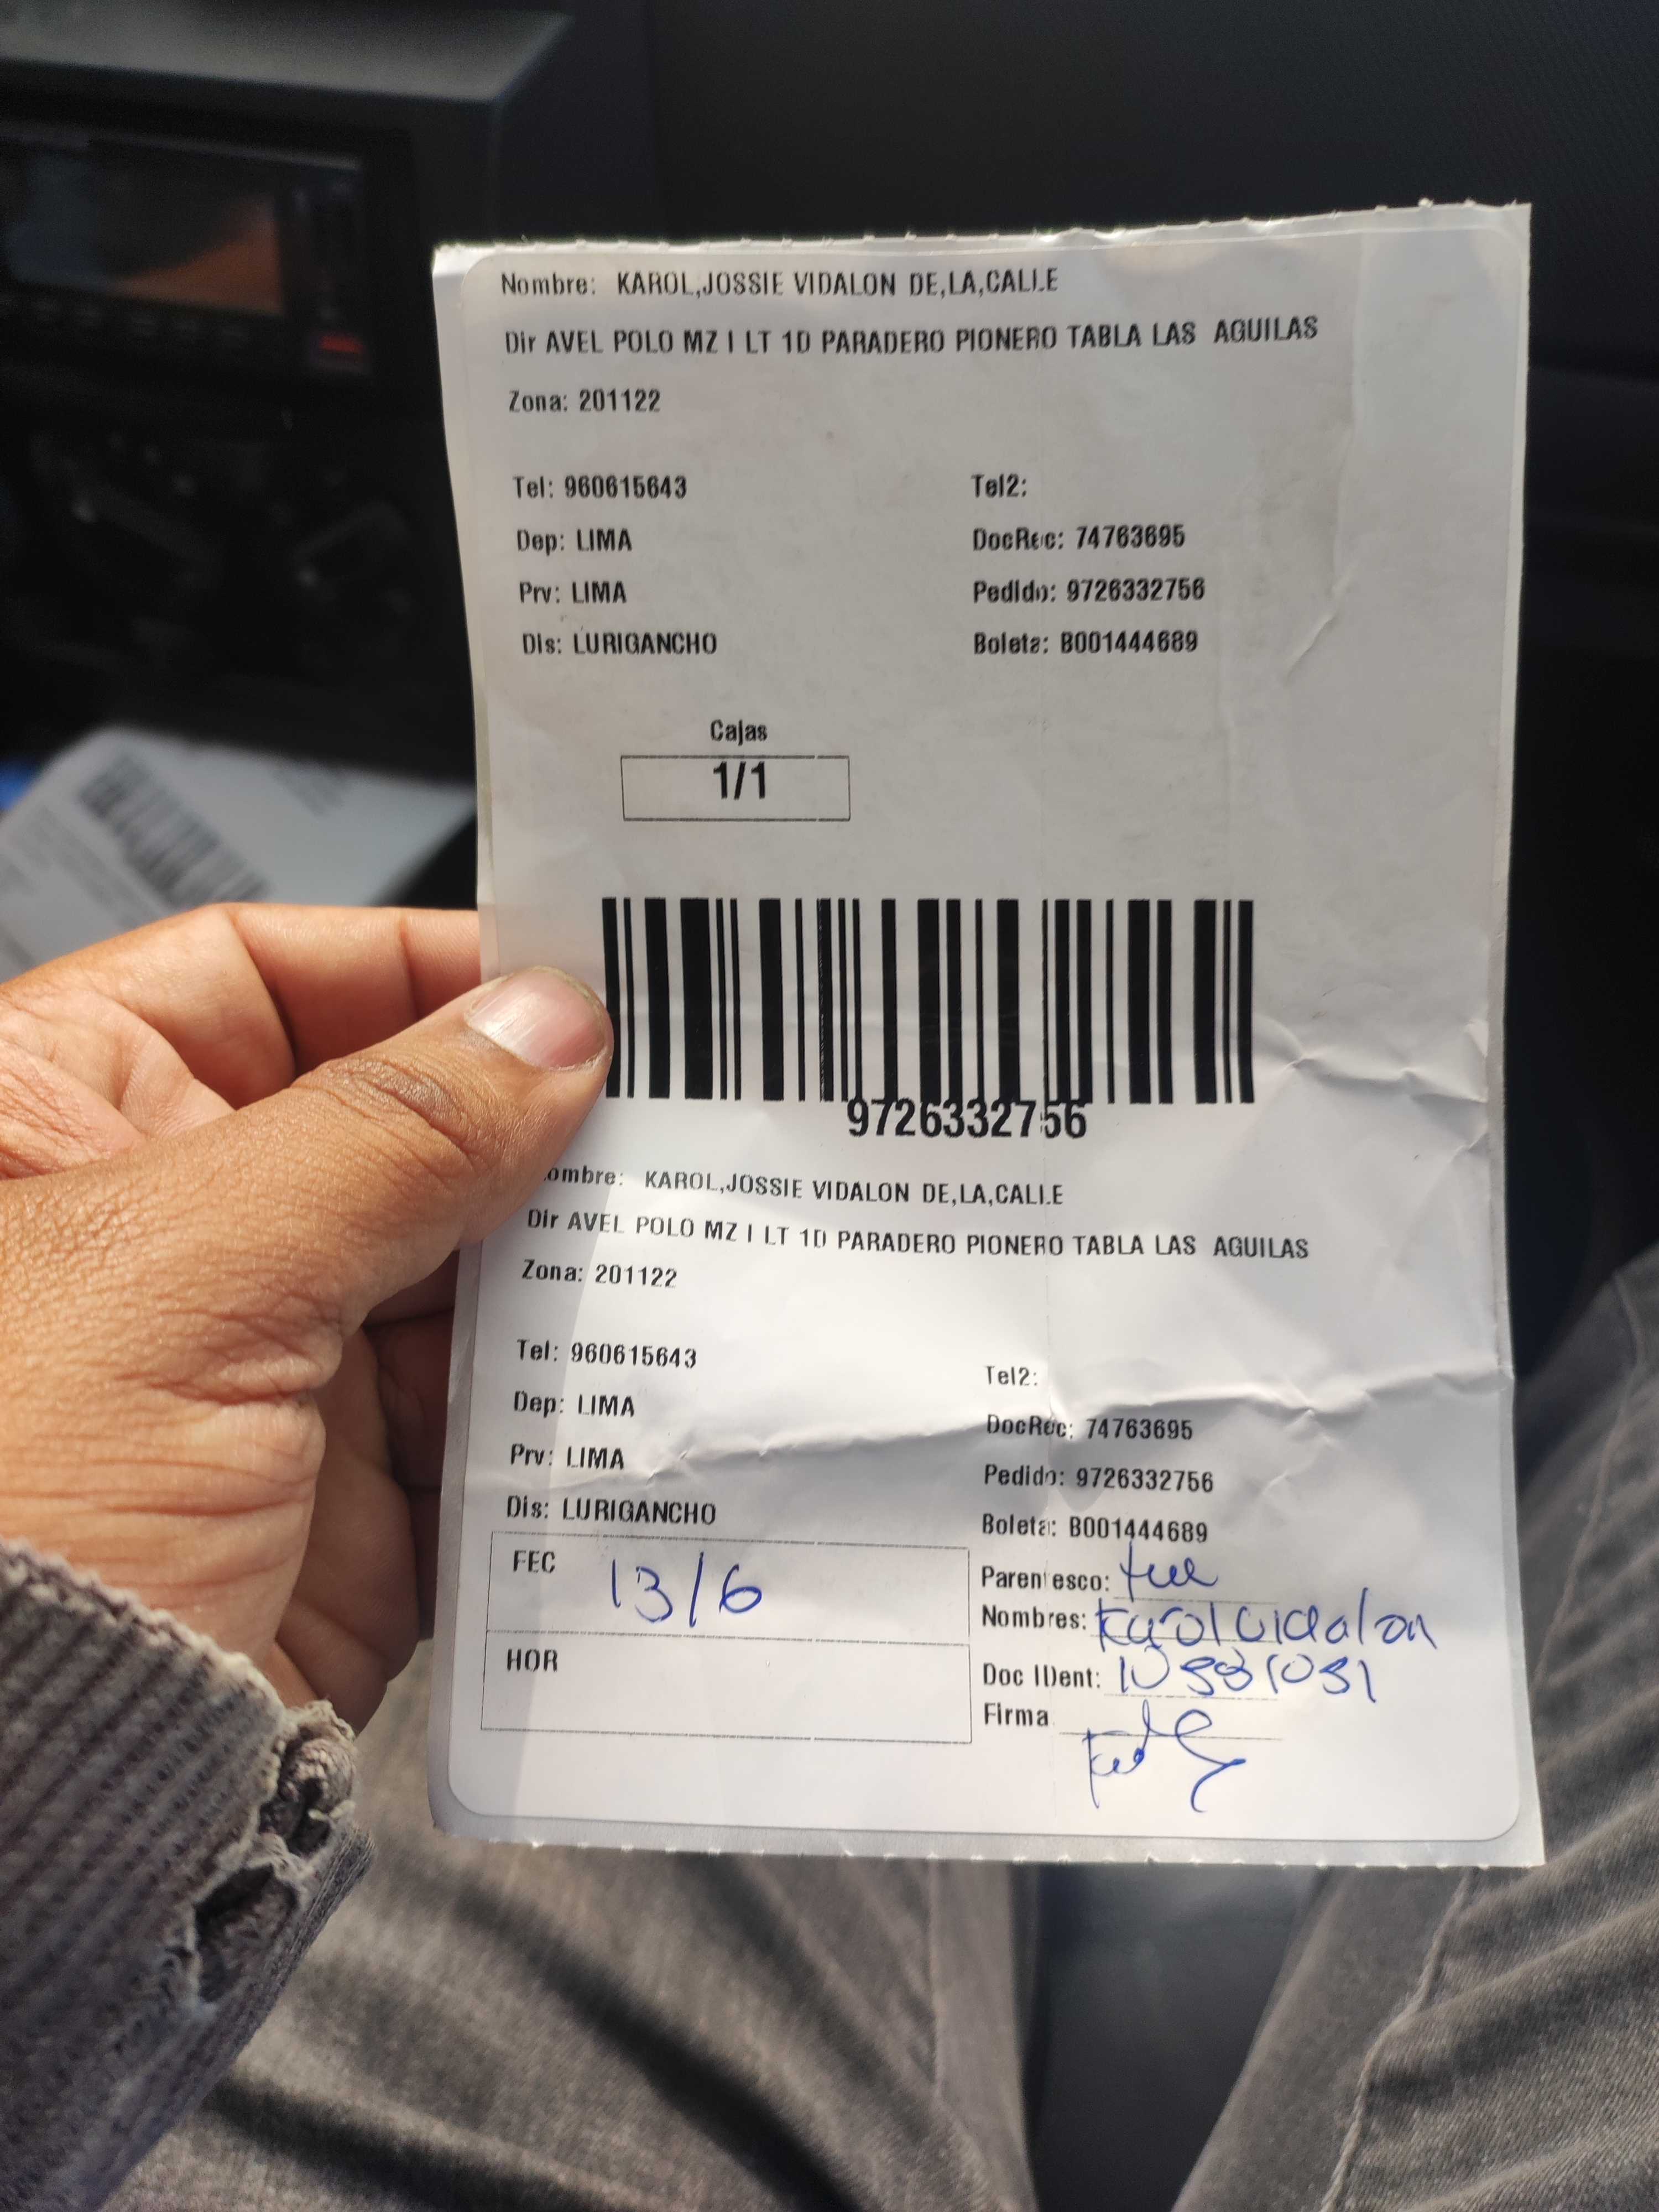 Nombre: KAROL,JOSSIE VIDALON DE,LA,CALLE
Dir AVEL POLO MZ I LT 1D PARADERO PIONERO TABLA LAS AGUILAS
Zona: 201122
Tel: 960615643 Tel2:
Dep: LIMA DocRec: 74763695
Prv: LIMA Pedido: 9726332756
Dis: LURIGANCHO Boleta: B001444689
Cajas
1/1
9726332756
ombre: KAROL,JOSSIE VIDALON DE,LA,CALLE
Dir AVEL POLO MZ I LT 1D PARADERO PIONERO TABLA LAS AGUILAS
Zona: 201122
Tel: 960615643 Tel2:
Dep: LIMA DocRec: 74763695
Prv: LIMA Pedido: 9726332756
Dis: LURIGANCHO Boleta: B001444689
FEC 13/6
Parentesco:
Nombres: Karol Vidalon
HOR
Doc IDent:
Firma